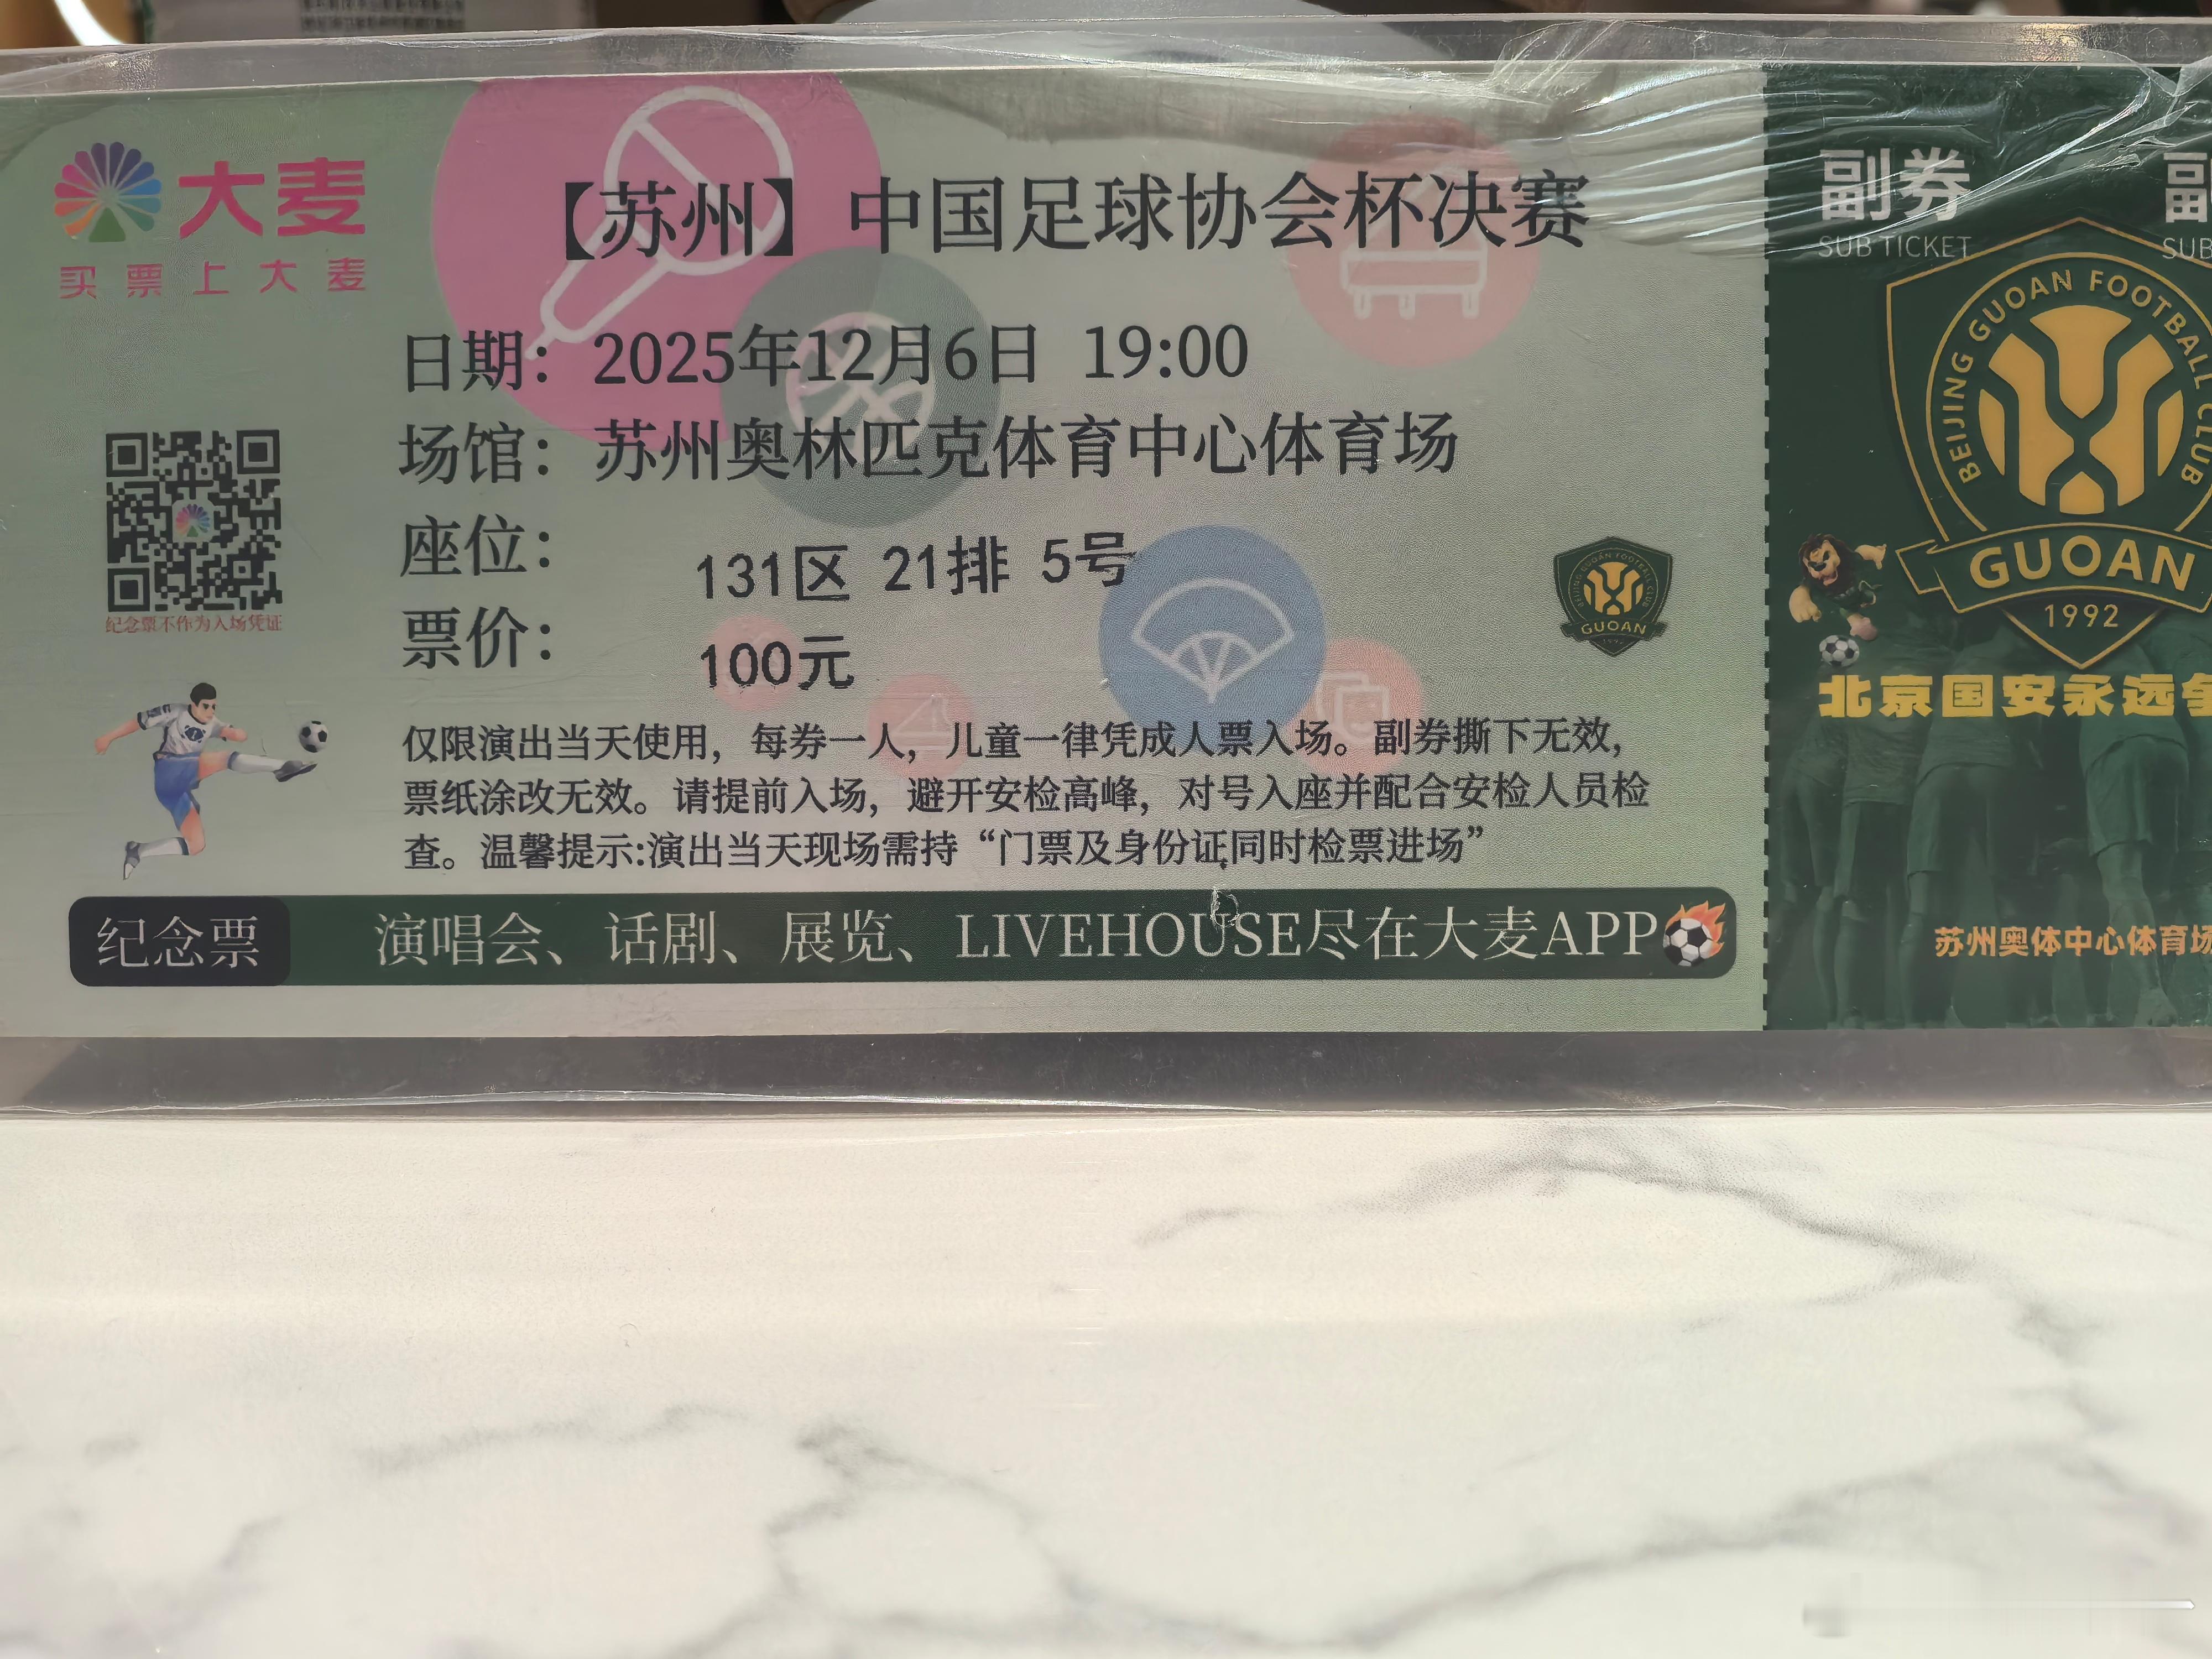 大麦
买票上大麦
【苏州】中国足球协会杯决赛
日期：2025年12月6日 19:00
场馆：苏州奥林匹克体育中心体育场
座位：131区 21排 5号
票价：100元
纪念票不作为入场凭证
GUOAN
仅限演出当天使用，每券一人，儿童一律凭成人票入场。副券撕下无效，
票纸涂改无效。请提前入场，避开安检高峰，对号入座并配合安检人员检
查。温馨提示:演出当天现场需持“门票及身份证同时检票进场”
纪念票 演唱会、话剧、展览、LIVEHOUSE尽在大麦APP
副券 副
SUB TICKET SUB
BEIJING GUOAN FOOTBALL CLUB
GUOAN
1992
北京国安永远争
苏州奥体中心体育场